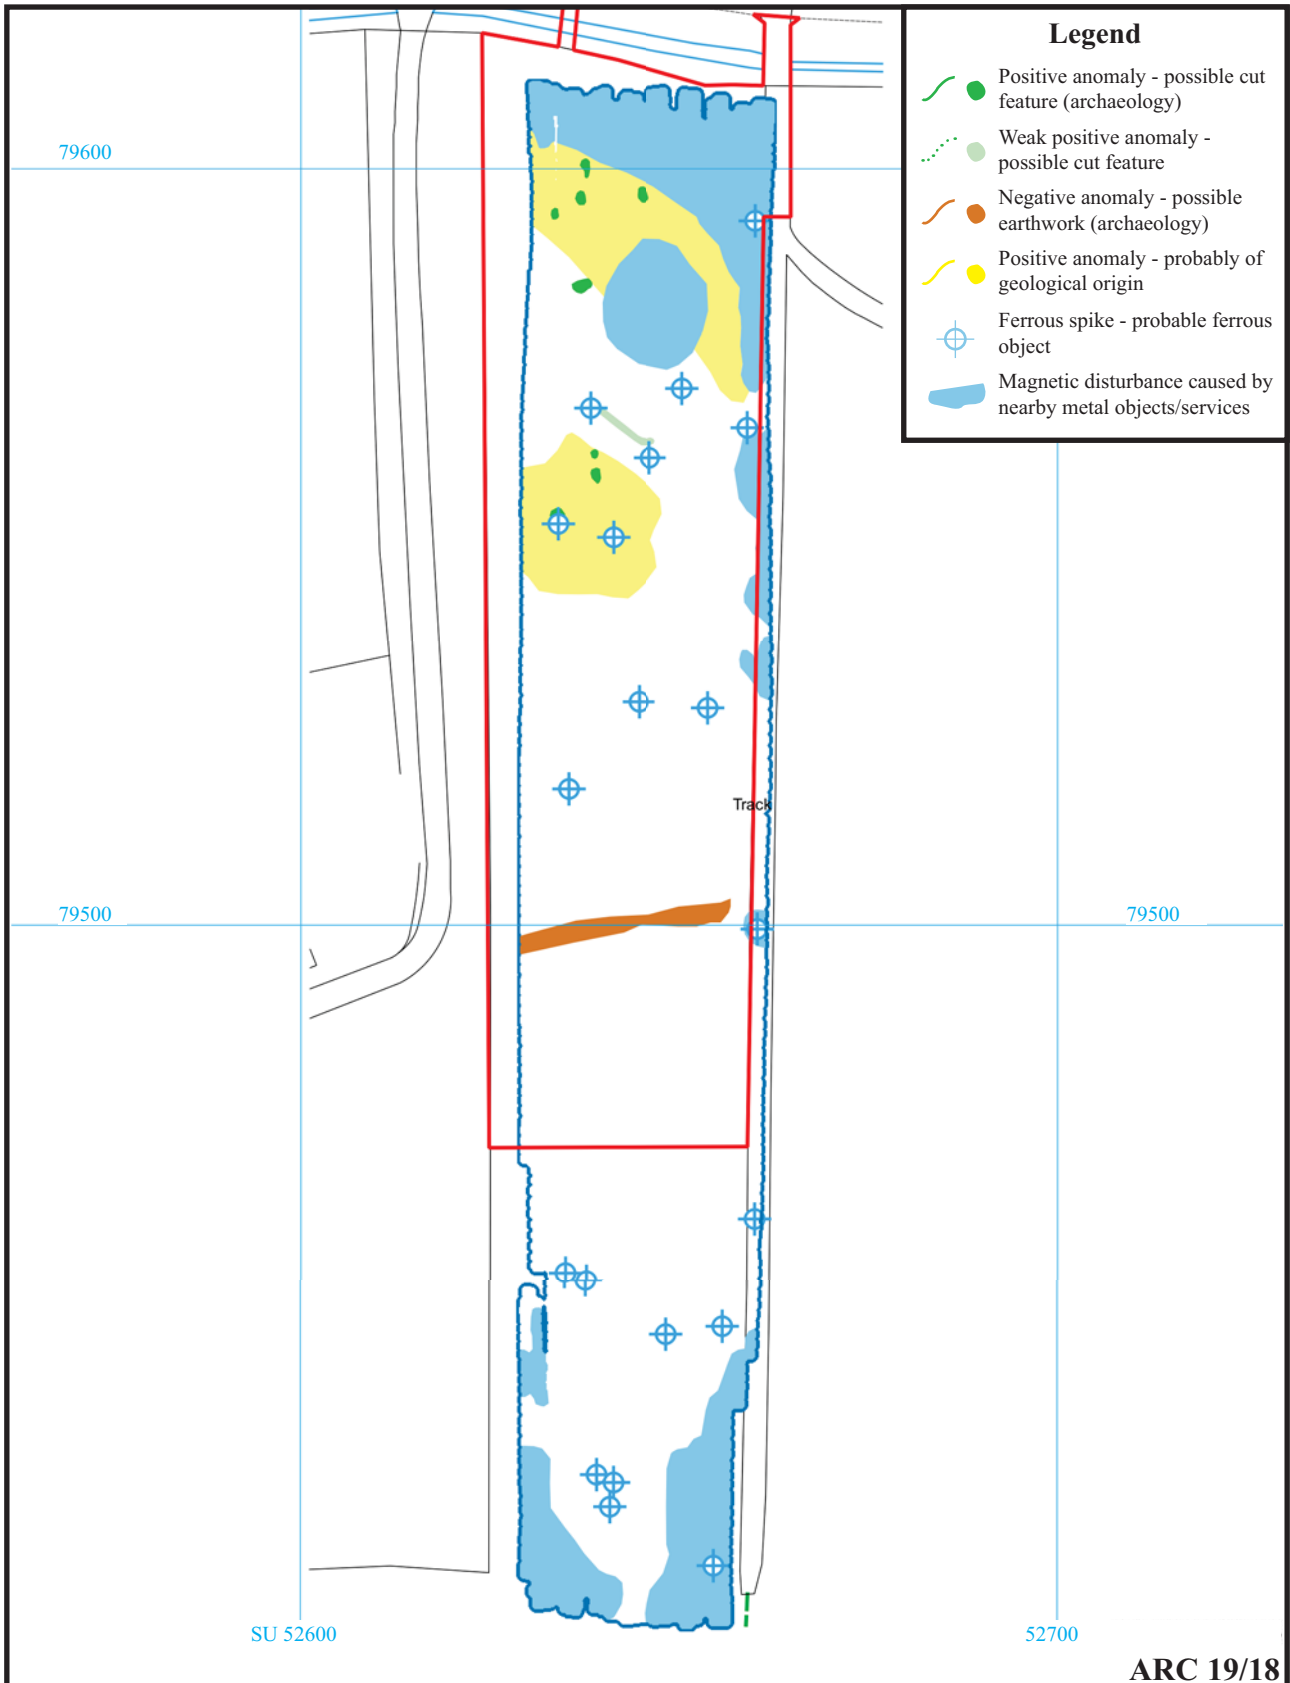 Legend
Positive anomaly - possible cut
feature (archaeology)
Weak positive anomaly -
possible cut feature
Negative anomaly - possible
earthwork (archaeology)
Positive anomaly - probably of
geological origin
Ferrous spike - probable ferrous
object
Magnetic disturbance caused by
nearby metal objects/services
79600
Track
79500
79500
SU 52600
52700
ARC 19/18